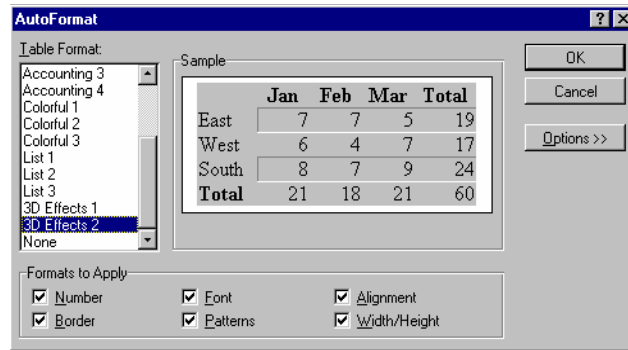 AutoFormat
Table Format:
Accounting 3
Accounting 4
Colorful 1
Colorful 2
Colorful 3
List 1
List 2
List 3
3D Effects 1
3D Effects 2
None
Sample
Jan Feb Mar Total
East 7 7 5 19
West 6 4 7 17
South 8 7 9 24
Total 21 18 21 60
OK
Cancel
Options >>
Formats to Apply
Number Font Alignment
Border Patterns Width/Height